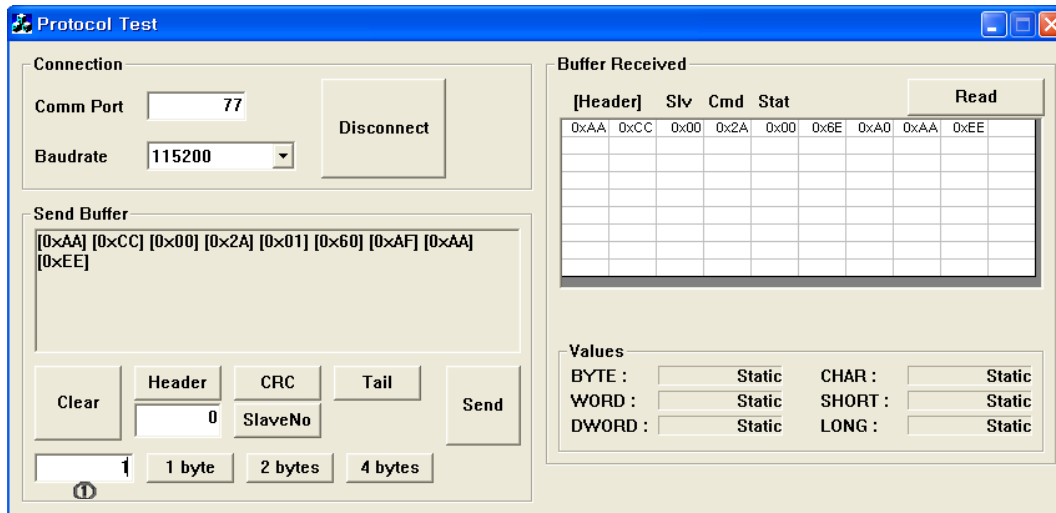 Protocol Test
Connection
Comm Port 77
Baudrate 115200
Disconnect
Send Buffer
[0xAA] [0xCC] [0x00] [0x2A] [0x01] [0x60] [0xAF] [0xAA]
[0xEE]
Clear
Header CRC Tail
0 SlaveNo
Send
1 1 byte 2 bytes 4 bytes
①
Buffer Received
Read
[Header] Slv Cmd Stat
0xAA 0xCC 0x00 0x2A 0x00 0x6E 0xA0 0xAA 0xEE
Values
BYTE : Static CHAR : Static
WORD : Static SHORT : Static
DWORD : Static LONG : Static